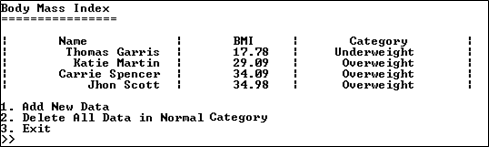 Body Mass Index
================
¦ Name ¦ BMI ¦ Category ¦
¦ Thomas Garris ¦ 17.78 ¦ Underweight ¦
¦ Katie Martin ¦ 29.09 ¦ Overweight ¦
¦ Carrie Spencer ¦ 34.09 ¦ Overweight ¦
¦ Jhon Scott ¦ 34.98 ¦ Overweight ¦
1. Add New Data
2. Delete All Data in Normal Category
3. Exit
>>